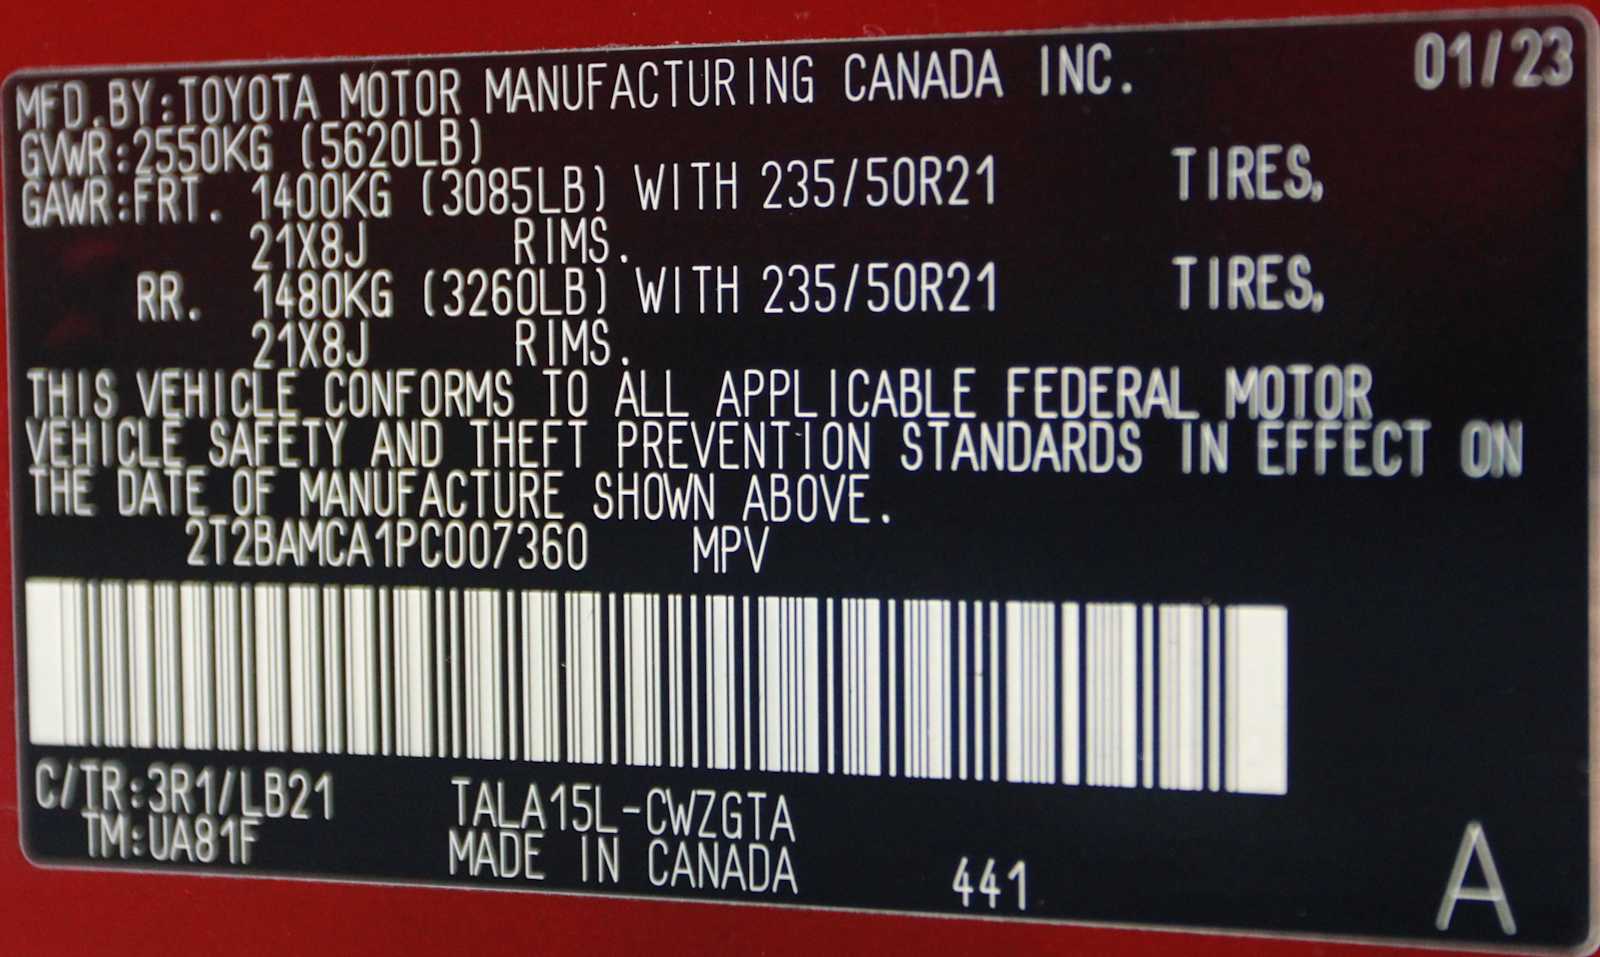 MFD.BY:TOYOTA MOTOR MANUFACTURING CANADA INC. 01/23
GVWR:2550KG (5620LB)
GAWR:FRT. 1400KG (3085LB) WITH 235/50R21 TIRES,
21X8J RIMS.
RR. 1480KG (3260LB) WITH 235/50R21 TIRES,
21X8J RIMS.
THIS VEHICLE CONFORMS TO ALL APPLICABLE FEDERAL MOTOR
VEHICLE SAFETY AND THEFT PREVENTION STANDARDS IN EFFECT ON
THE DATE OF MANUFACTURE SHOWN ABOVE.
2T2BAMCA1PC007360 MPV
C/TR:3R1/LB21 TALA15L-CWZGTA
TM:UA81F MADE IN CANADA 441 A